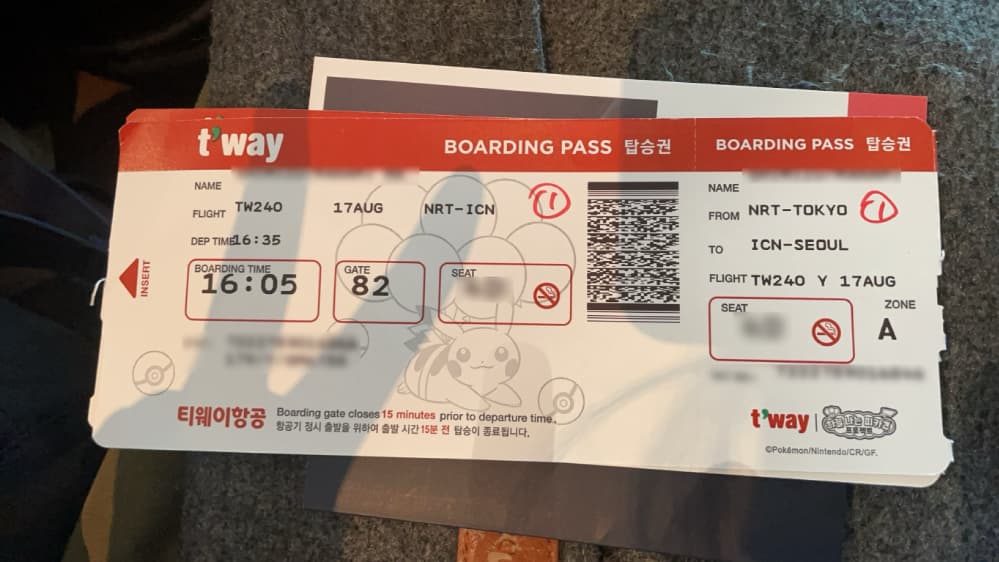 t'way
BOARDING PASS 탑승권
NAME
FLIGHT TW240 17AUG NRT-ICN
DEP TIME 16:35
INSERT
BOARDING TIME
16:05
GATE
82
SEAT
티웨이항공
Boarding gate closes 15 minutes prior to departure time.
항공기 정시 출발을 위하여 출발 시간 15분 전 탑승이 종료됩니다.
BOARDING PASS 탑승권
NAME
FROM NRT-TOKYO
TO ICN-SEOUL
FLIGHT TW240 Y 17AUG
SEAT
ZONE
A
t'way
프로젝트
©Pokémon/Nintendo/CR/GF.